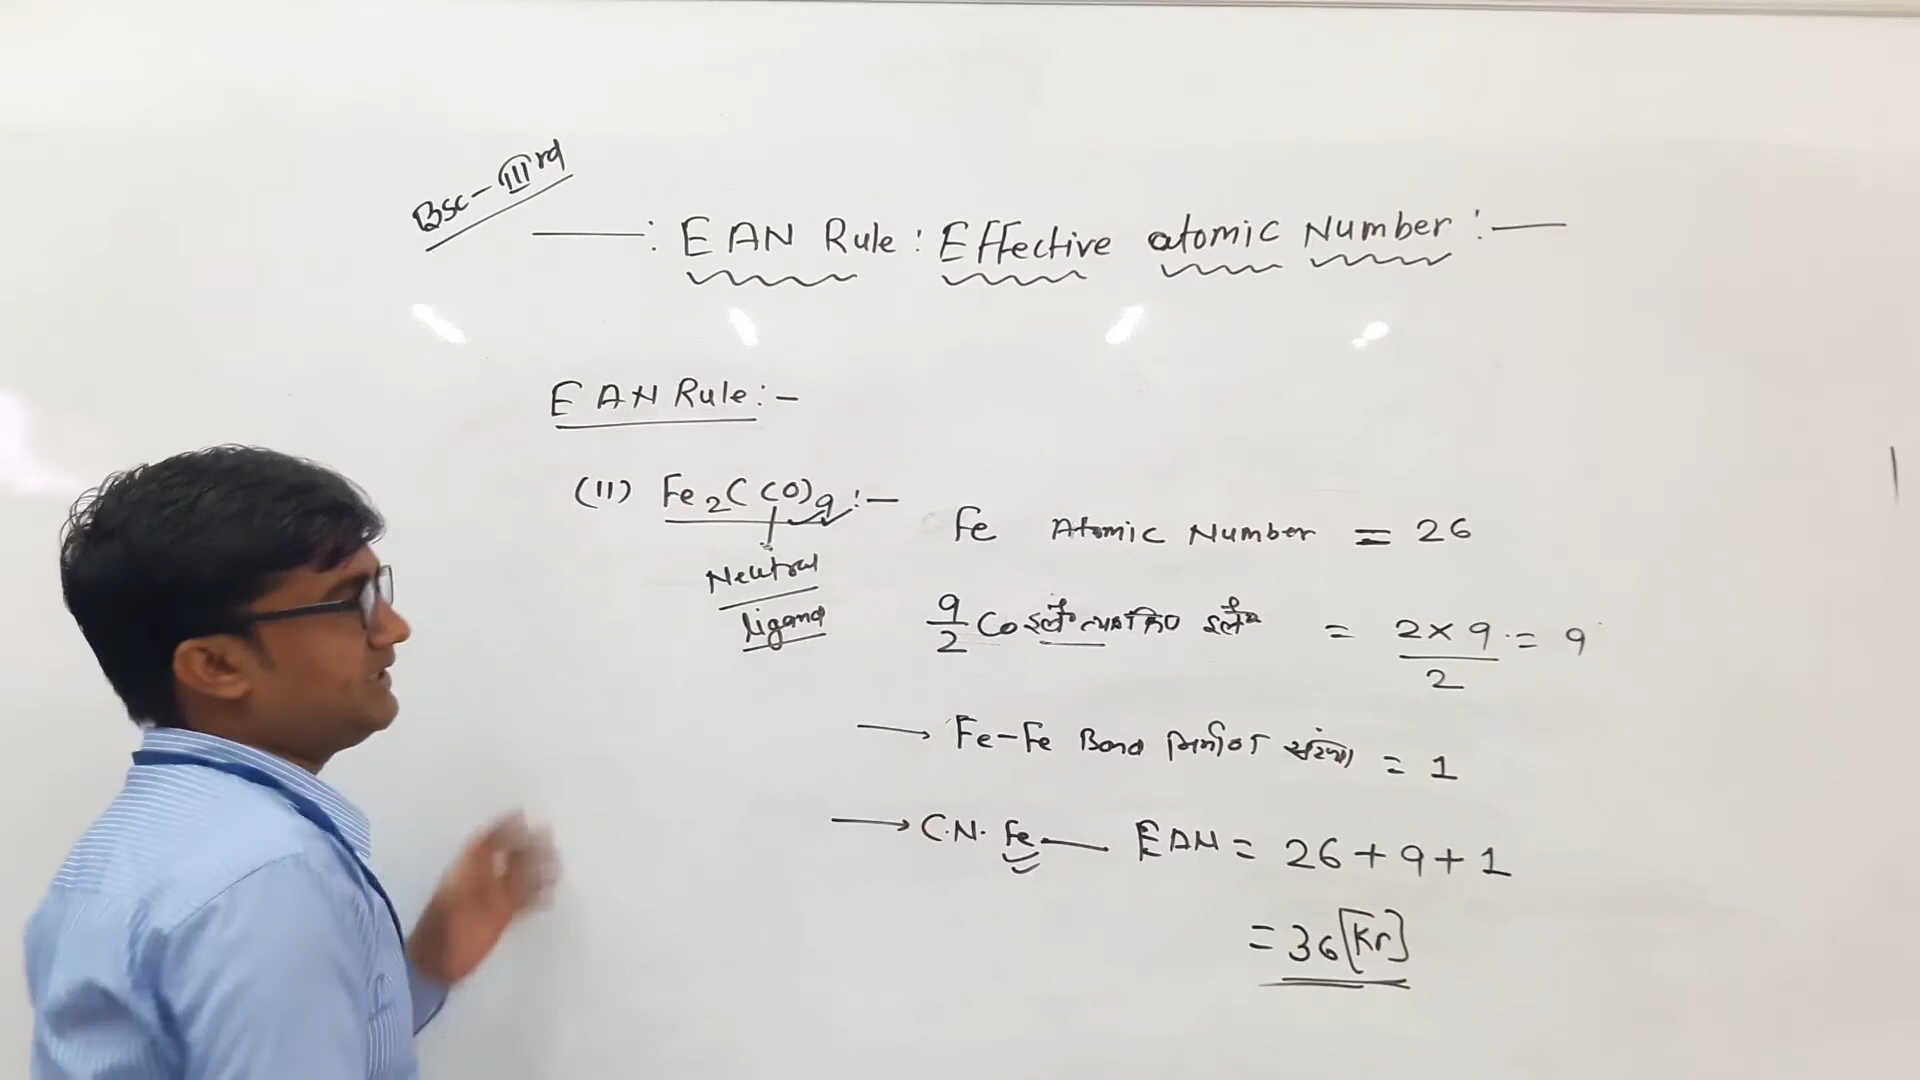 Bsc-IIIrd
: EAN Rule : Effective atomic Number :-
EAN Rule:-
(II) Fe2(CO)9:-
Neutral
ligand
Fe Atomic Number = 26
9/2 Co = 2×9/2 = 9
→ Fe-Fe Bond = 1
→ C.N. Fe — EAN = 26+9+1
= 36[Kr]